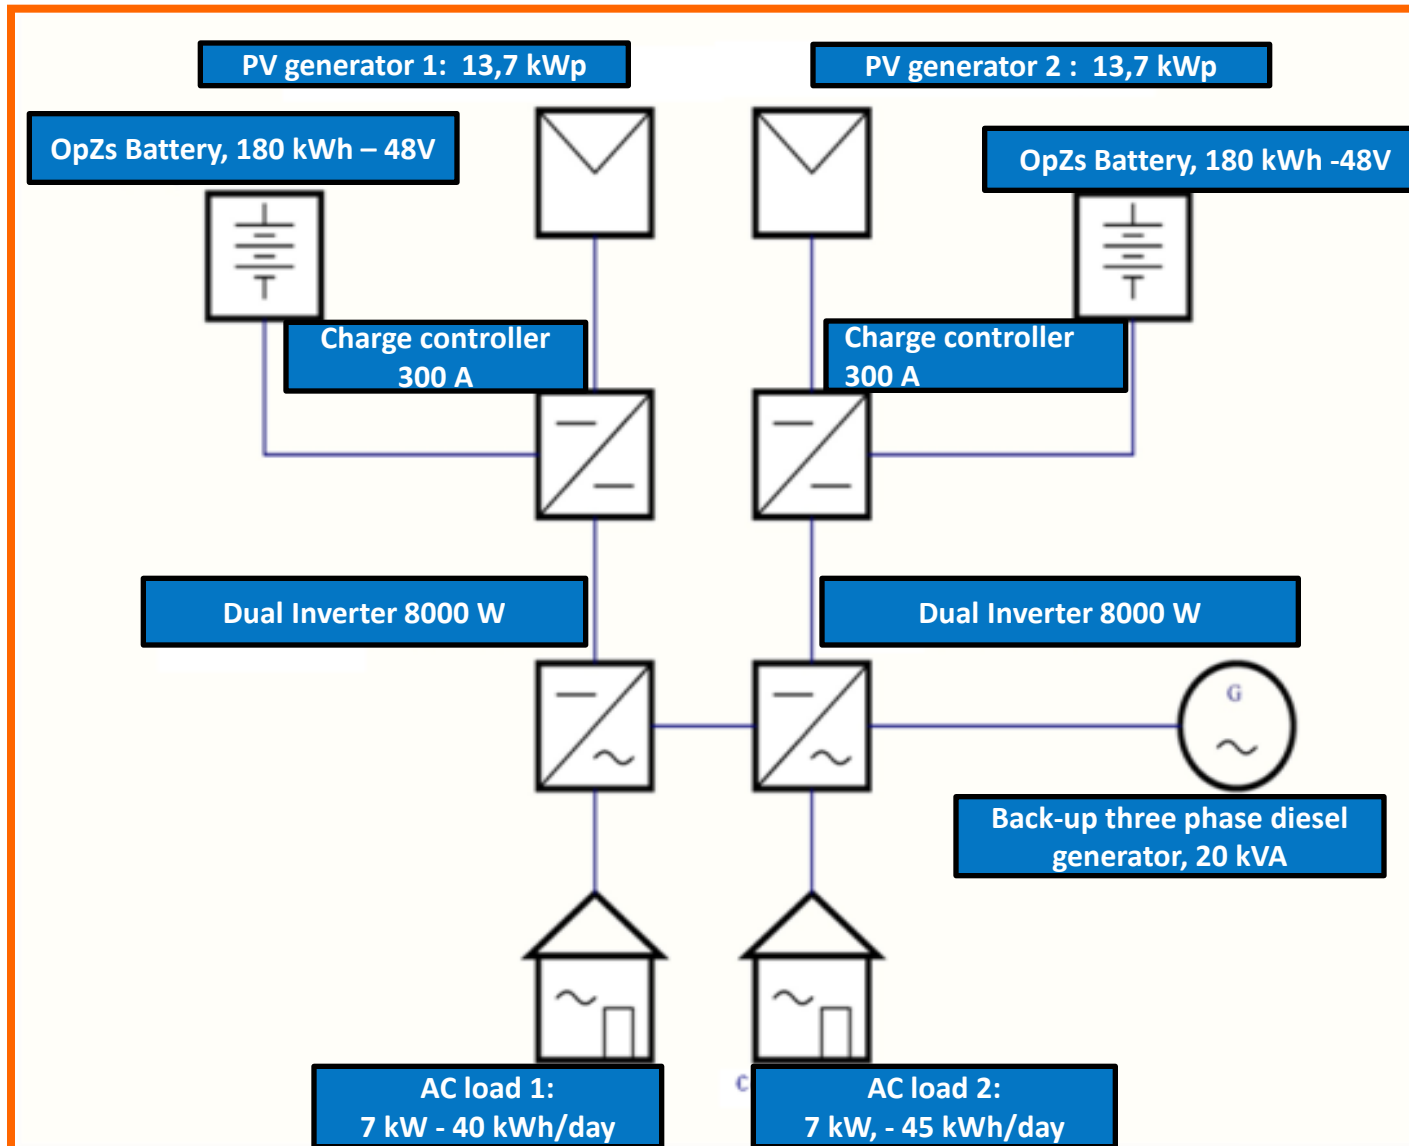 PV generator 1:  13,7 kWp
PV generator 2 :  13,7 kWp
OpZs Battery, 180 kWh – 48V
OpZs Battery, 180 kWh -48V
Charge controller
300 A
Charge controller
300 A
Dual Inverter 8000 W
Dual Inverter 8000 W
G
Back-up three phase diesel
generator, 20 kVA
AC load 1:
7 kW - 40 kWh/day
C
AC load 2:
7 kW, - 45 kWh/day